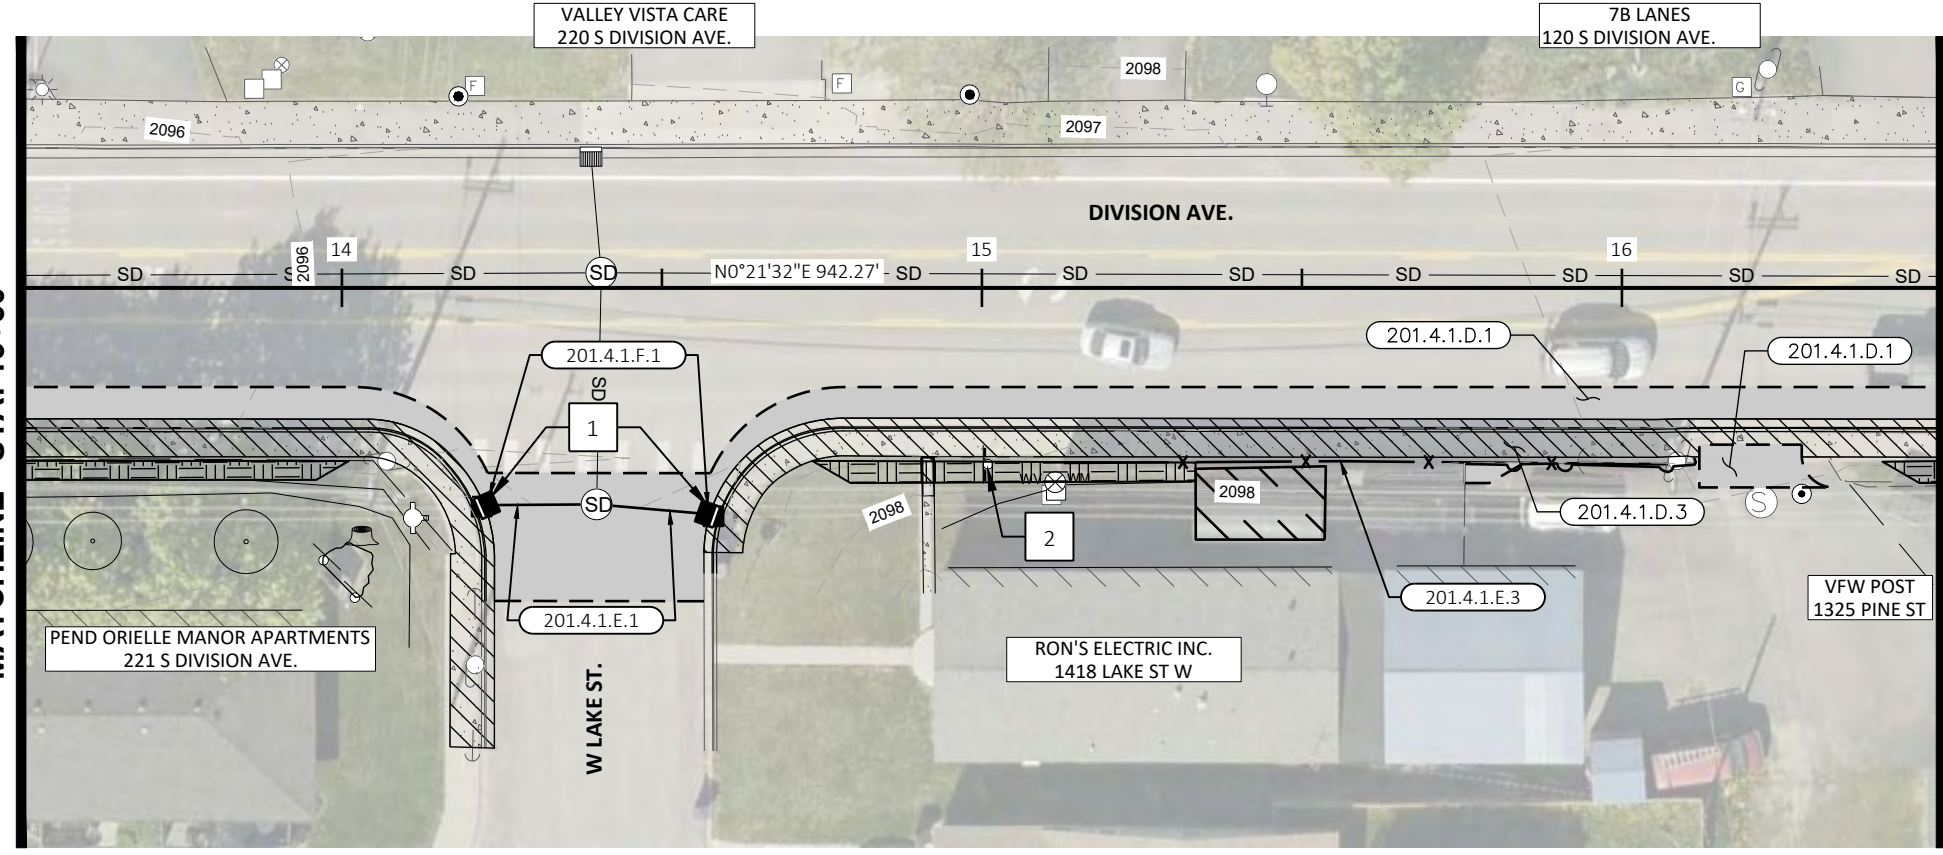 VALLEY VISTA CARE
220 S DIVISION AVE.
7B LANES
120 S DIVISION AVE.
2098
F
F
G
2096
2097
DIVISION AVE.
2096
14
15
16
SD
SD
SD
N0°21'32"E 942.27'
SD
SD
SD
SD
SD
SD
SD
201.4.1.F.1
201.4.1.D.1
201.4.1.D.1
SD
1
SD
2098
2098
S
201.4.1.D.3
2
201.4.1.E.1
201.4.1.E.3
VFW POST
1325 PINE ST
PEND ORIELLE MANOR APARTMENTS
221 S DIVISION AVE.
RON'S ELECTRIC INC.
1418 LAKE ST W
W LAKE ST.